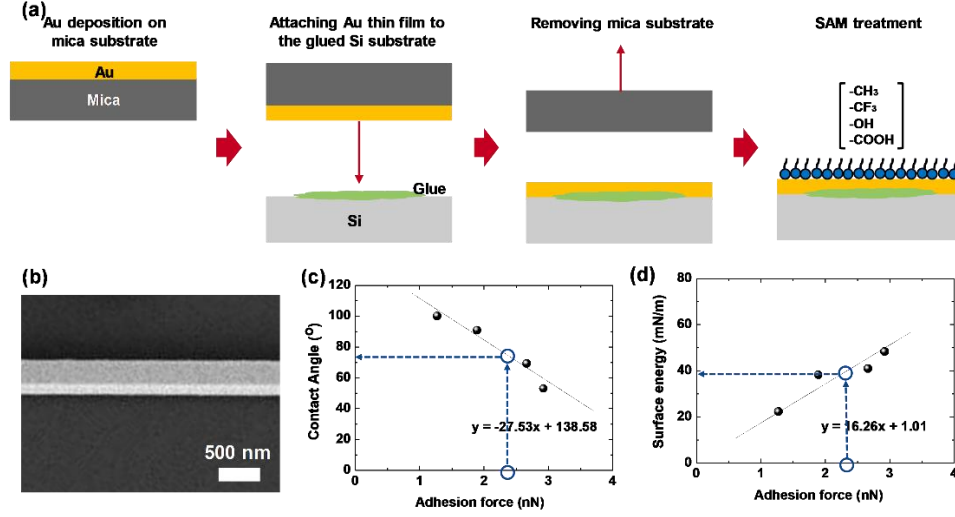 (a)
Au deposition on
mica substrate
Attaching Au thin film to
the glued Si substrate
Removing mica substrate
SAM treatment
Au
Mica
Glue
Si
-CH₃
-CF₃
-OH
-COOH
(b)
500 nm
(c)
120
100
80
60
40
20
0
Contact Angle (°)
y = -27.53x + 138.58
0 1 2 3 4
Adhesion force (nN)
(d)
80
60
40
20
0
Surface energy (mN/m)
y = 16.26x + 1.01
0 1 2 3 4
Adhesion force (nN)